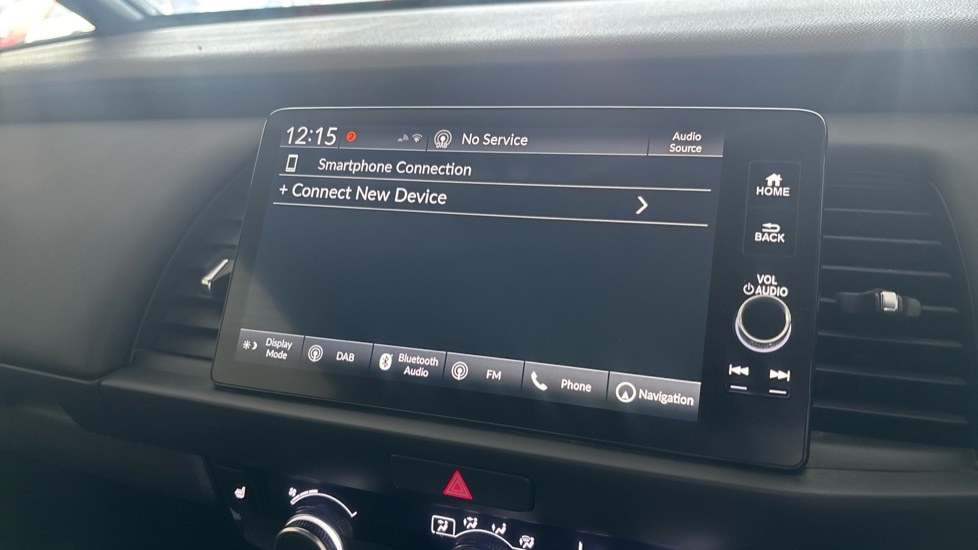 12:15
DAB
No Service
Audio
Source
Smartphone Connection
+ Connect New Device
HOME
BACK
VOL
AUDIO
Display
Mode
DAB
Bluetooth
Audio
FM
Phone
Navigation